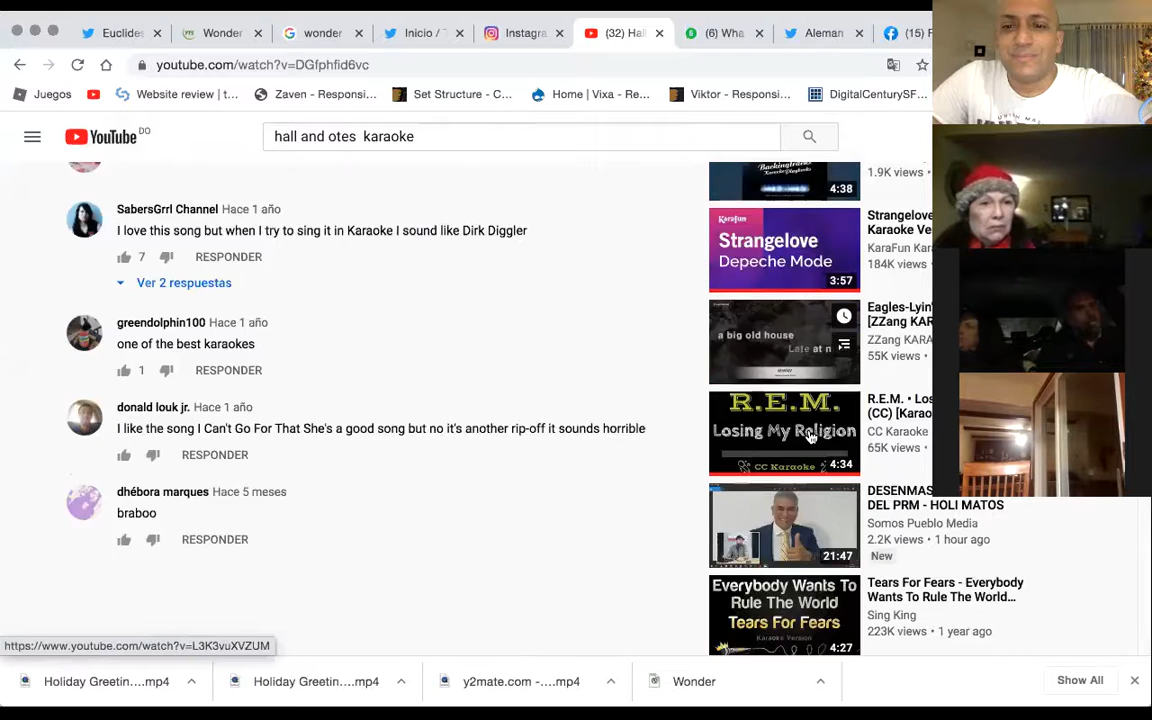 Euclides
Wonder
wonder
Inicio / T
Instagra
(32) Hal
(6) Wha
Aleman
(15) F
youtube.com/watch?v=DGfphfid6vc
Juegos
Website review | t...
Zaven - Responsi...
Set Structure - C...
Home | Vixa - Re...
Viktor - Responsi...
DigitalCenturySF...
YouTube DO
hall and otes karaoke
SabersGrrl Channel Hace 1 año
I love this song but when I try to sing it in Karaoke I sound like Dirk Diggler
7 RESPONDER
Ver 2 respuestas
greendolphin100 Hace 1 año
one of the best karaokes
1 RESPONDER
donald louk jr. Hace 1 año
I like the song I Can't Go For That She's a good song but no it's another rip-off it sounds horrible
RESPONDER
dhébora marques Hace 5 meses
braboo
RESPONDER
Backingtracks
Karaoke Playbacks
4:38
1.9K views •
KaraFun
Strangelove
Depeche Mode
3:57
Strangelove
Karaoke Ve
KaraFun Kar
184K views •
a big old house
Late at n
Eagles-Lyin'
[ZZang KAR
ZZang KARA
55K views •
R.E.M.
Losing My Religion
CC Karaoke
4:34
R.E.M. • Los
(CC) [Karao
CC Karaoke
65K views •
21:47
DESENMAS
DEL PRM - HOLI MATOS
Somos Pueblo Media
2.2K views • 1 hour ago
New
Everybody Wants To
Rule The World
Tears For Fears
Karaoke Version
4:27
Tears For Fears - Everybody
Wants To Rule The World...
Sing King
223K views • 1 year ago
https://www.youtube.com/watch?v=L3K3vuXVZUM
Holiday Greetin....mp4
Holiday Greetin....mp4
y2mate.com -....mp4
Wonder
Show All